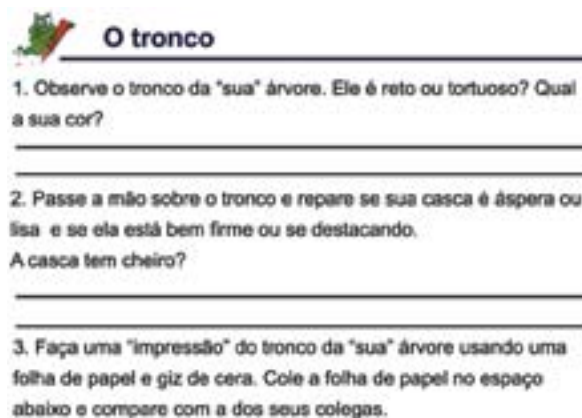 O tronco
1. Observe o tronco da "sua" árvore. Ele é reto ou tortuoso? Qual
a sua cor?
2. Passe a mão sobre o tronco e repare se sua casca é áspera ou
lisa e se ela está bem firme ou se destacando.
A casca tem cheiro?
3. Faça uma "impressão" do tronco da "sua" árvore usando uma
folha de papel e giz de cera. Cole a folha de papel no espaço
abaixo e compare com a dos seus colegas.